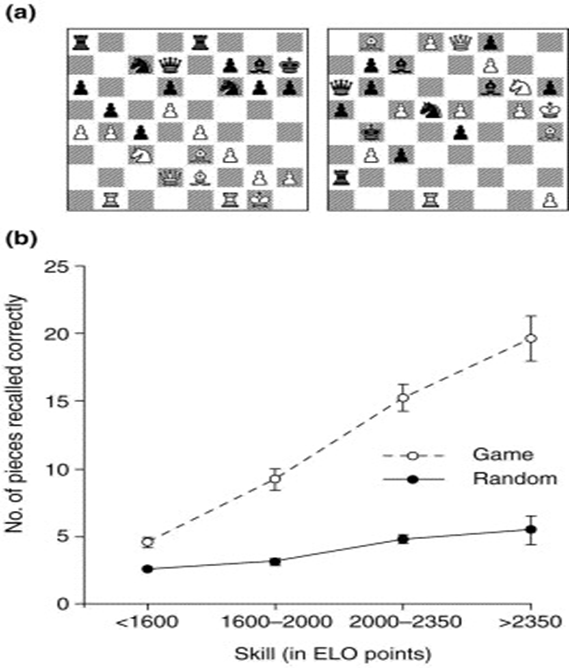 (a)
(b)
25
20
15
10
5
0
No. of pieces recalled correctly
Game
Random
<1600
1600–2000
2000–2350
>2350
Skill (in ELO points)